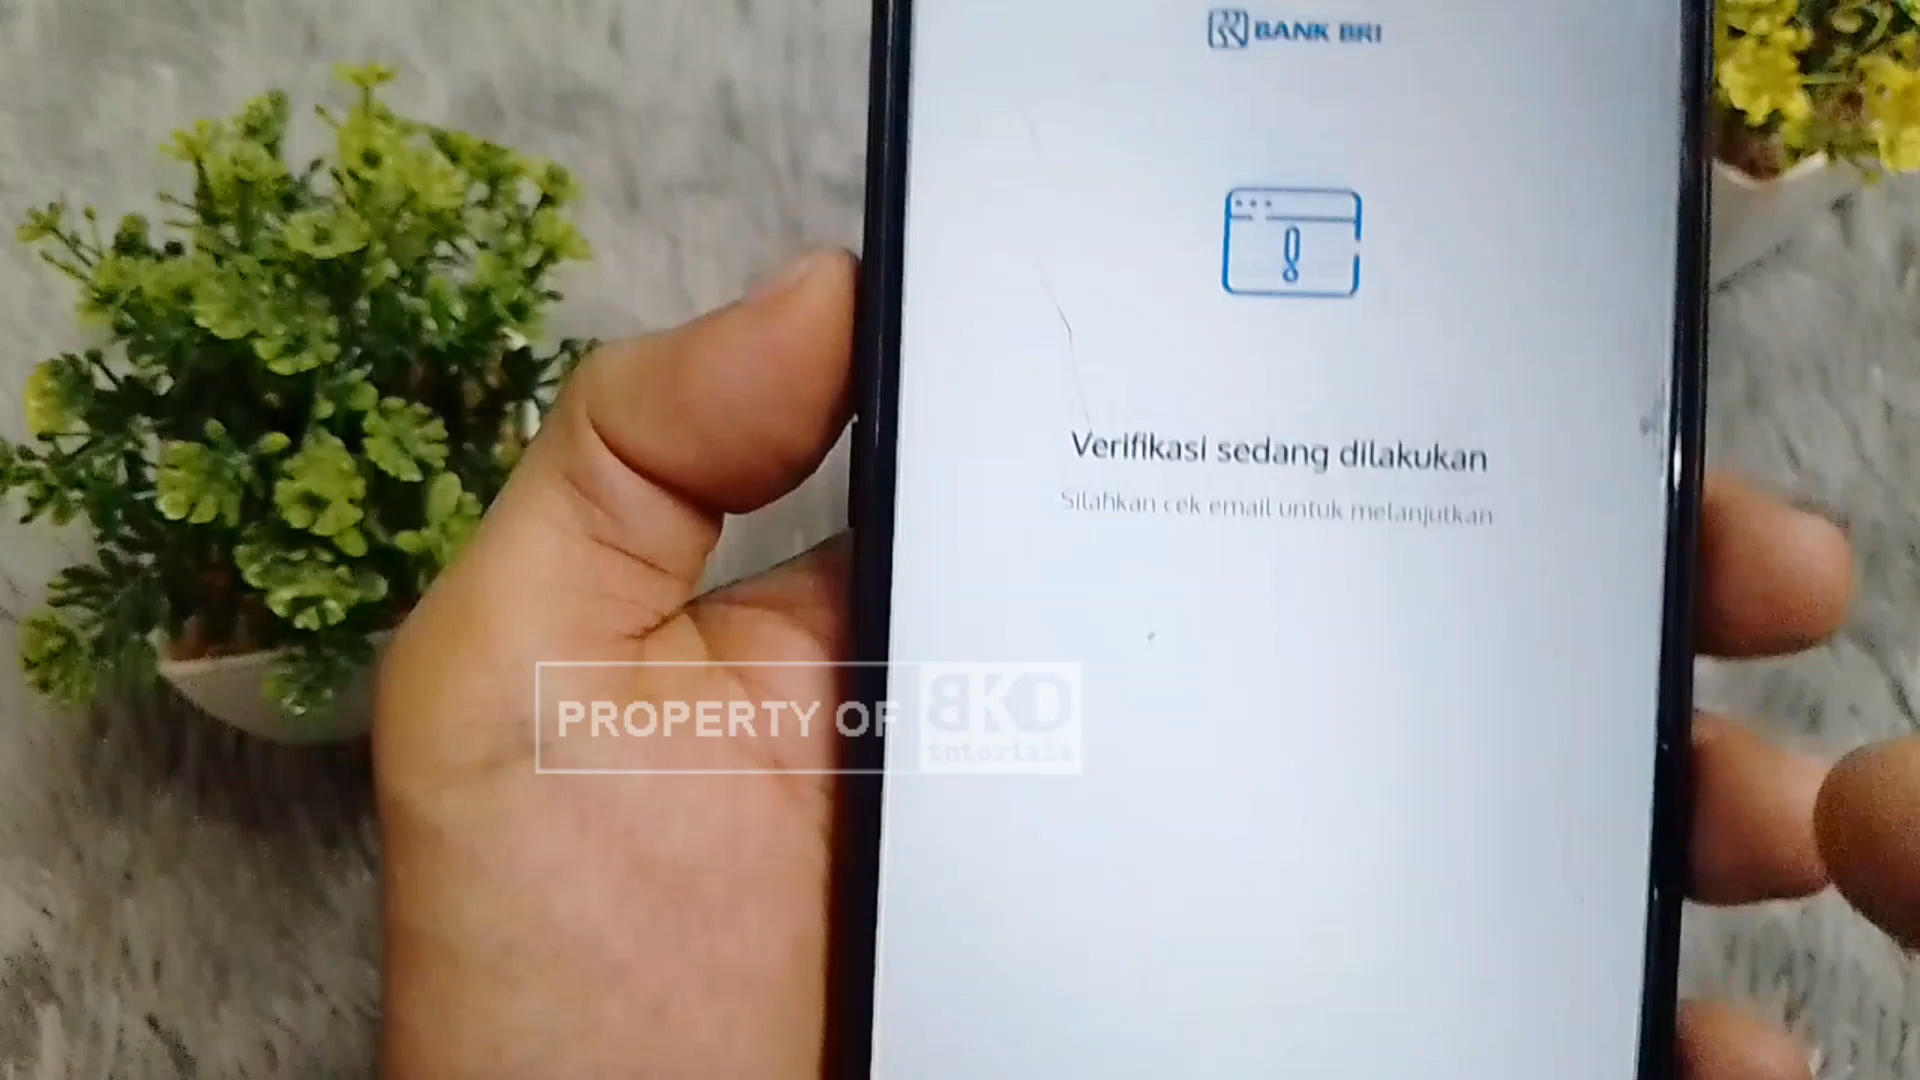 BANK BRI
Verifikasi sedang dilakukan
Silahkan cek email untuk melanjutkan
PROPERTY OF BKD
tutorials